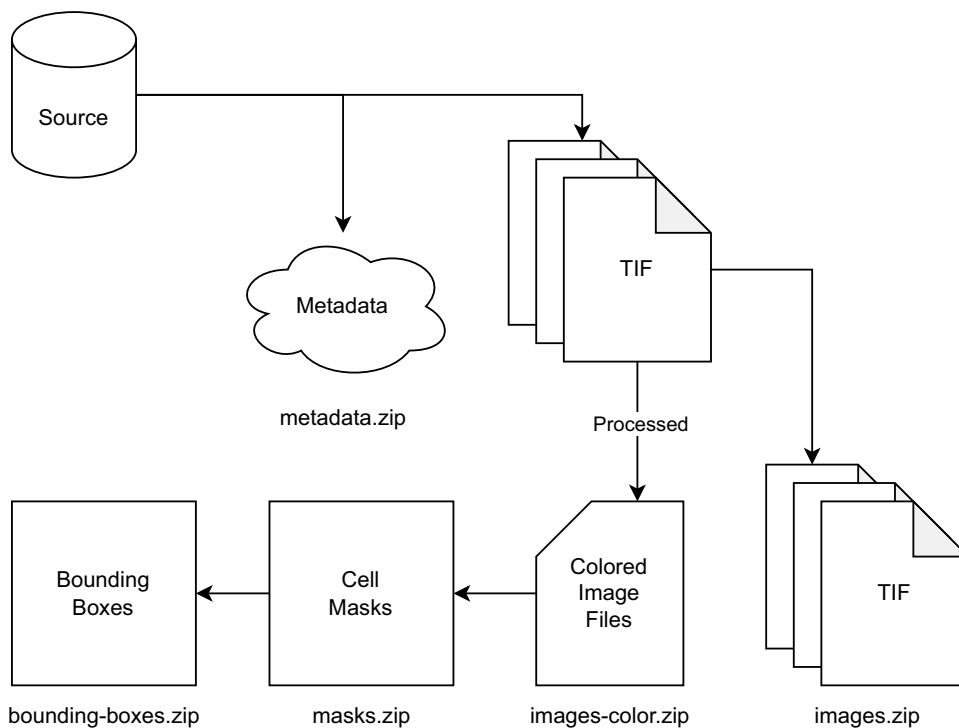 Source
TIF
Metadata
metadata.zip
Processed
Bounding
Boxes
Cell
Masks
Colored
Image
Files
TIF
bounding-boxes.zip
masks.zip
images-color.zip
images.zip